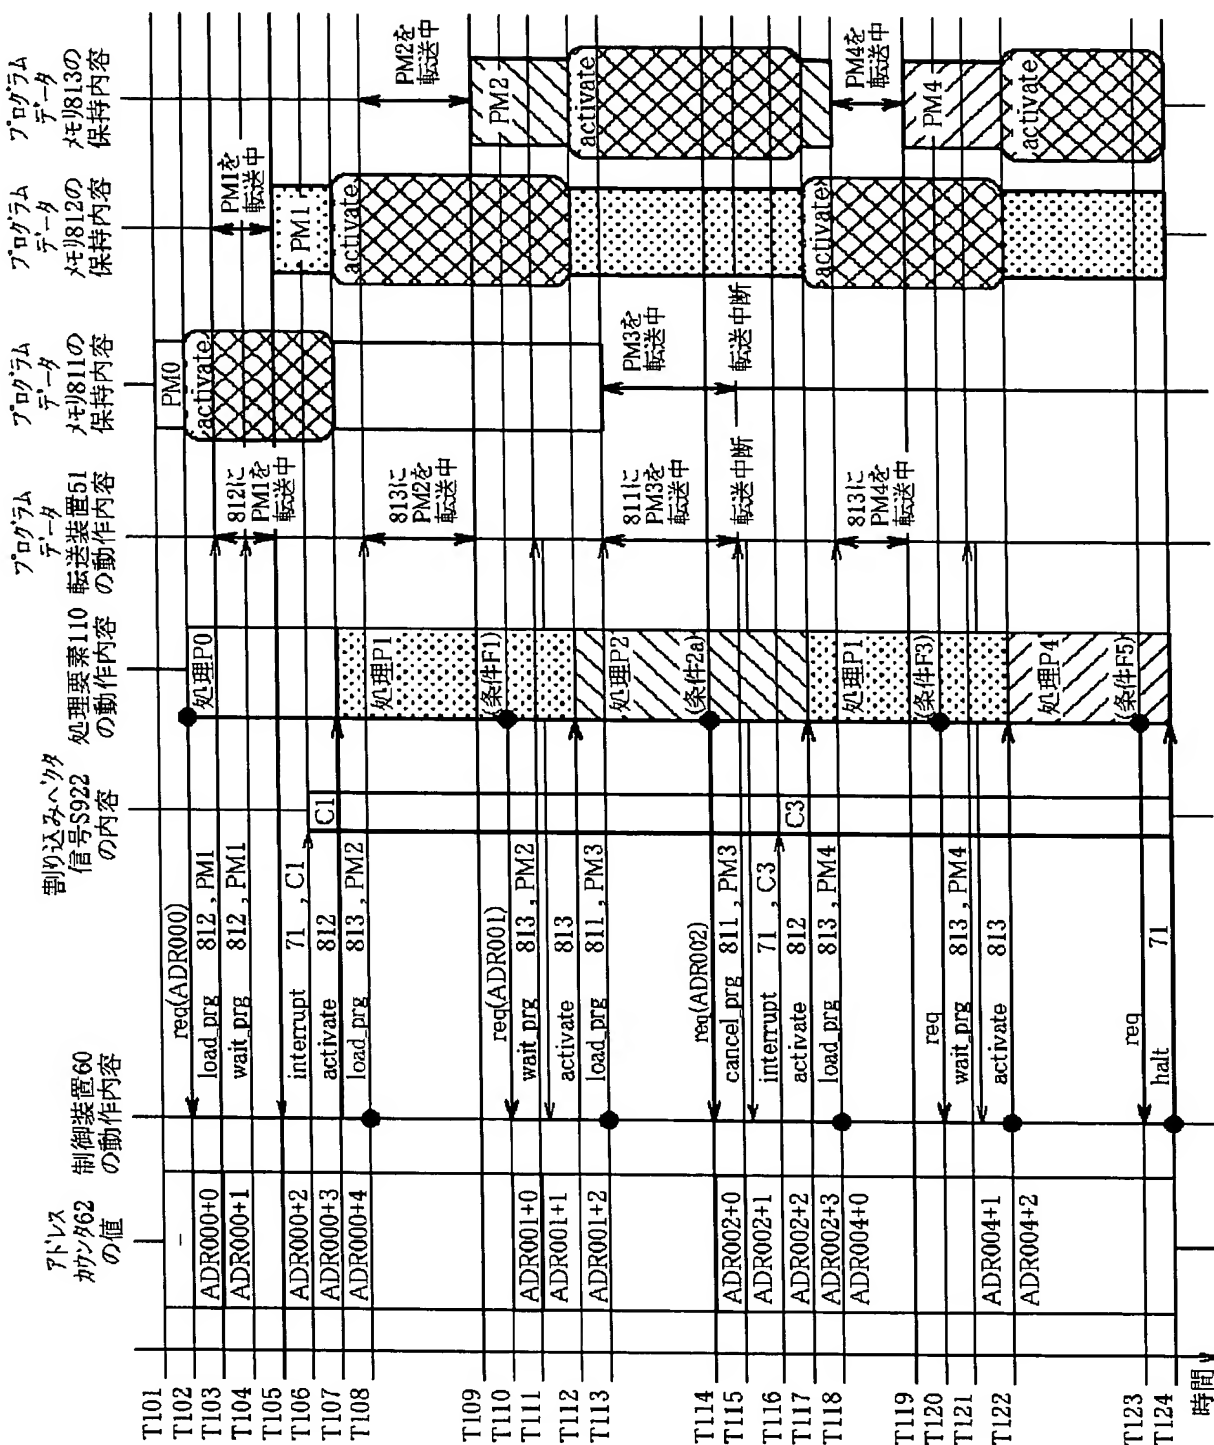 アドレス
カウンタ62
の値
制御装置60
の動作内容
割り込みベクタ
信号S922
の内容
処理要素110
の動作内容
プログラム
データ
転送装置51
の動作内容
プログラム
データ
メモリ811の
保持内容
プログラム
データ
メモリ812の
保持内容
プログラム
データ
メモリ813の
保持内容
T101
T102
T103
T104
T105
T106
T107
T108
T109
T110
T111
T112
T113
T114
T115
T116
T117
T118
T119
T120
T121
T122
T123
T124
時間
-
ADR000+0
ADR000+1
ADR000+2
ADR000+3
ADR000+4
ADR001+0
ADR001+1
ADR001+2
ADR002+0
ADR002+1
ADR002+2
ADR002+3
ADR004+0
ADR004+1
ADR004+2
req(ADR000)
load_prg 812 , PM1
wait_prg 812 , PM1
interrupt 71 , C1
activate 812
load_prg 813 , PM2
req(ADR001)
wait_prg 813 , PM2
activate 813
load_prg 811 , PM3
req(ADR002)
cancel_prg 811 , PM3
interrupt 71 , C3
activate 812
load_prg 813 , PM4
req
wait_prg 813 , PM4
activate 813
req
halt 71
C1
C3
処理P0
処理P1
(条件F1)
処理P2
(条件2a)
処理P1
(条件F3)
処理P4
(条件F5)
812に
PM1を
転送中
813に
PM2を
転送中
811に
PM3を
転送中
転送中断
813に
PM4を
転送中
PM0
activate
PM3を
転送中
転送中断
PM1を
転送中
PM1
activate
activate
PM2を
転送中
PM2
activate
PM4を
転送中
PM4
activate